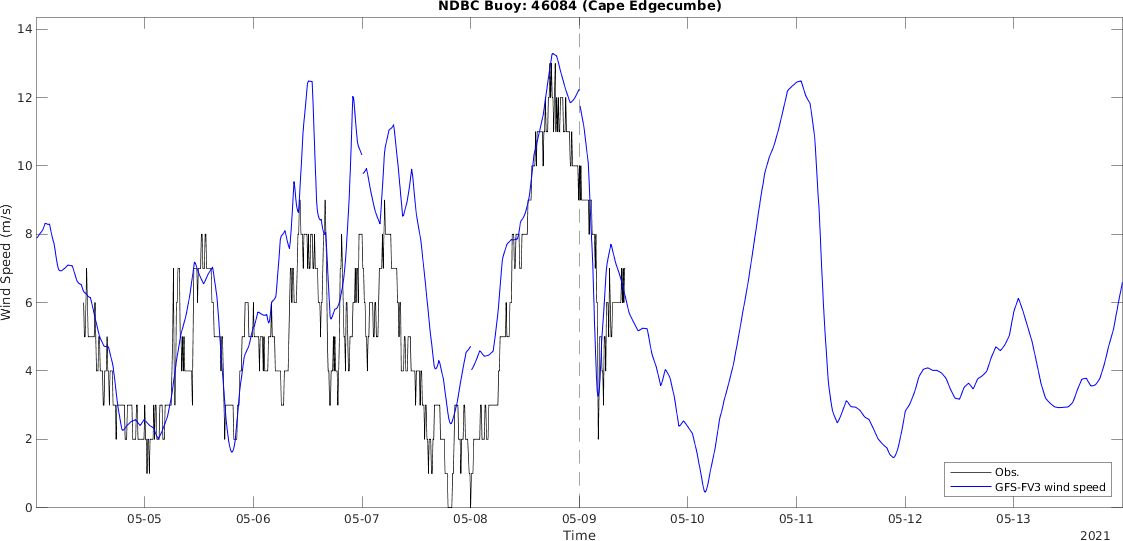 NDBC Buoy: 46084 (Cape Edgecumbe)
14
12
10
8
6
4
2
0
Wind Speed (m/s)
05-05 05-06 05-07 05-08 05-09 05-10 05-11 05-12 05-13
Time
2021
Obs.
GFS-FV3 wind speed